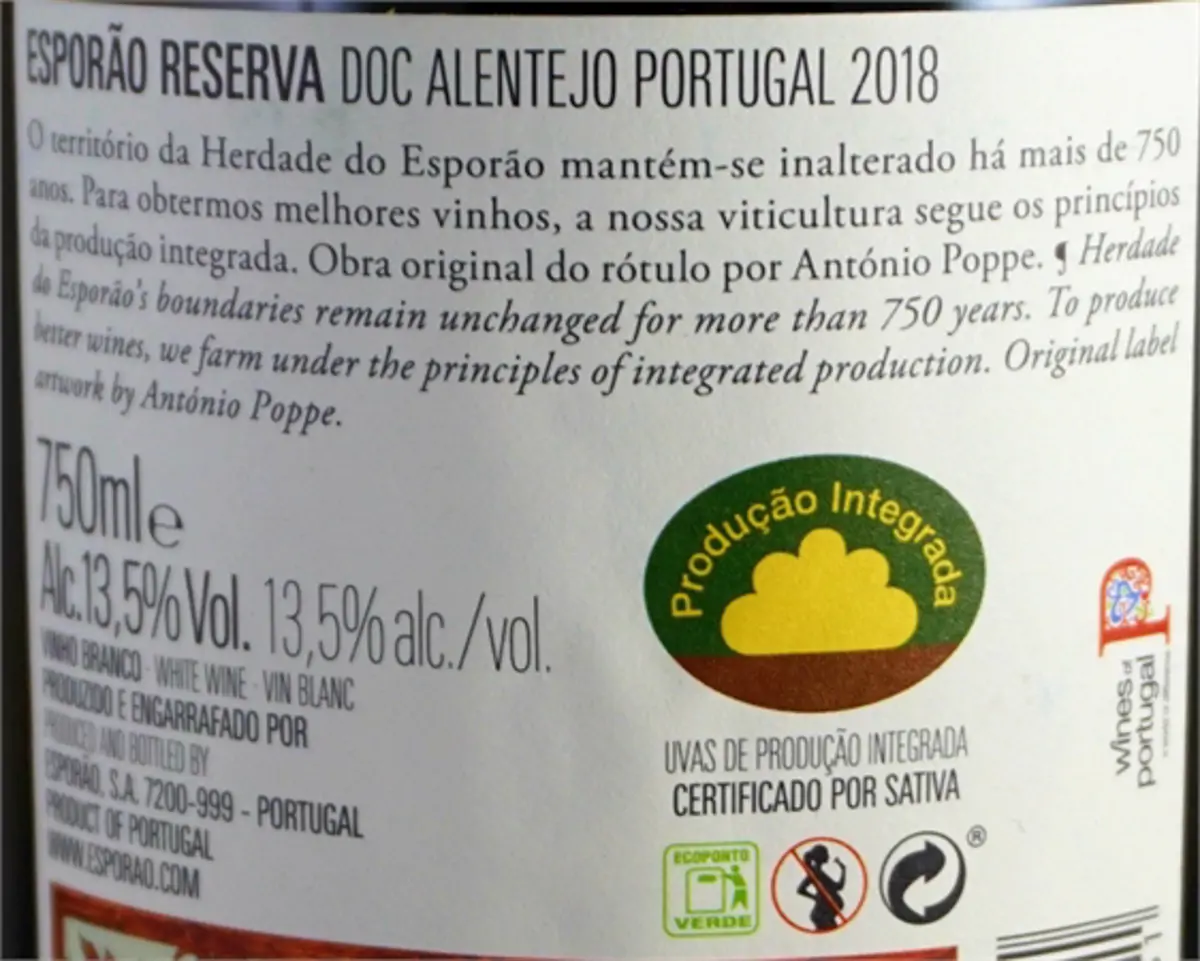 ESPORÃO RESERVA DOC ALENTEJO PORTUGAL 2018
O território da Herdade do Esporão mantém-se inalterado há mais de 750
anos. Para obtermos melhores vinhos, a nossa viticultura segue os princípios
da produção integrada. Obra original do rótulo por António Poppe. ¶ Herdade
do Esporão's boundaries remain unchanged for more than 750 years. To produce
better wines, we farm under the principles of integrated production. Original label
artwork by António Poppe.
750ml e
Alc.13,5%Vol. 13,5%alc./vol.
VINHO BRANCO - WHITE WINE - VIN BLANC
PRODUZIDO E ENGARRAFADO POR
PRODUCED AND BOTTLED BY
ESPORÃO, S.A. 7200-999 - PORTUGAL
PRODUCT OF PORTUGAL
WWW.ESPORAO.COM
Produção Integrada
UVAS DE PRODUÇÃO INTEGRADA
CERTIFICADO POR SATIVA
ECOPONTO
VERDE
®
P
wines of
portugal